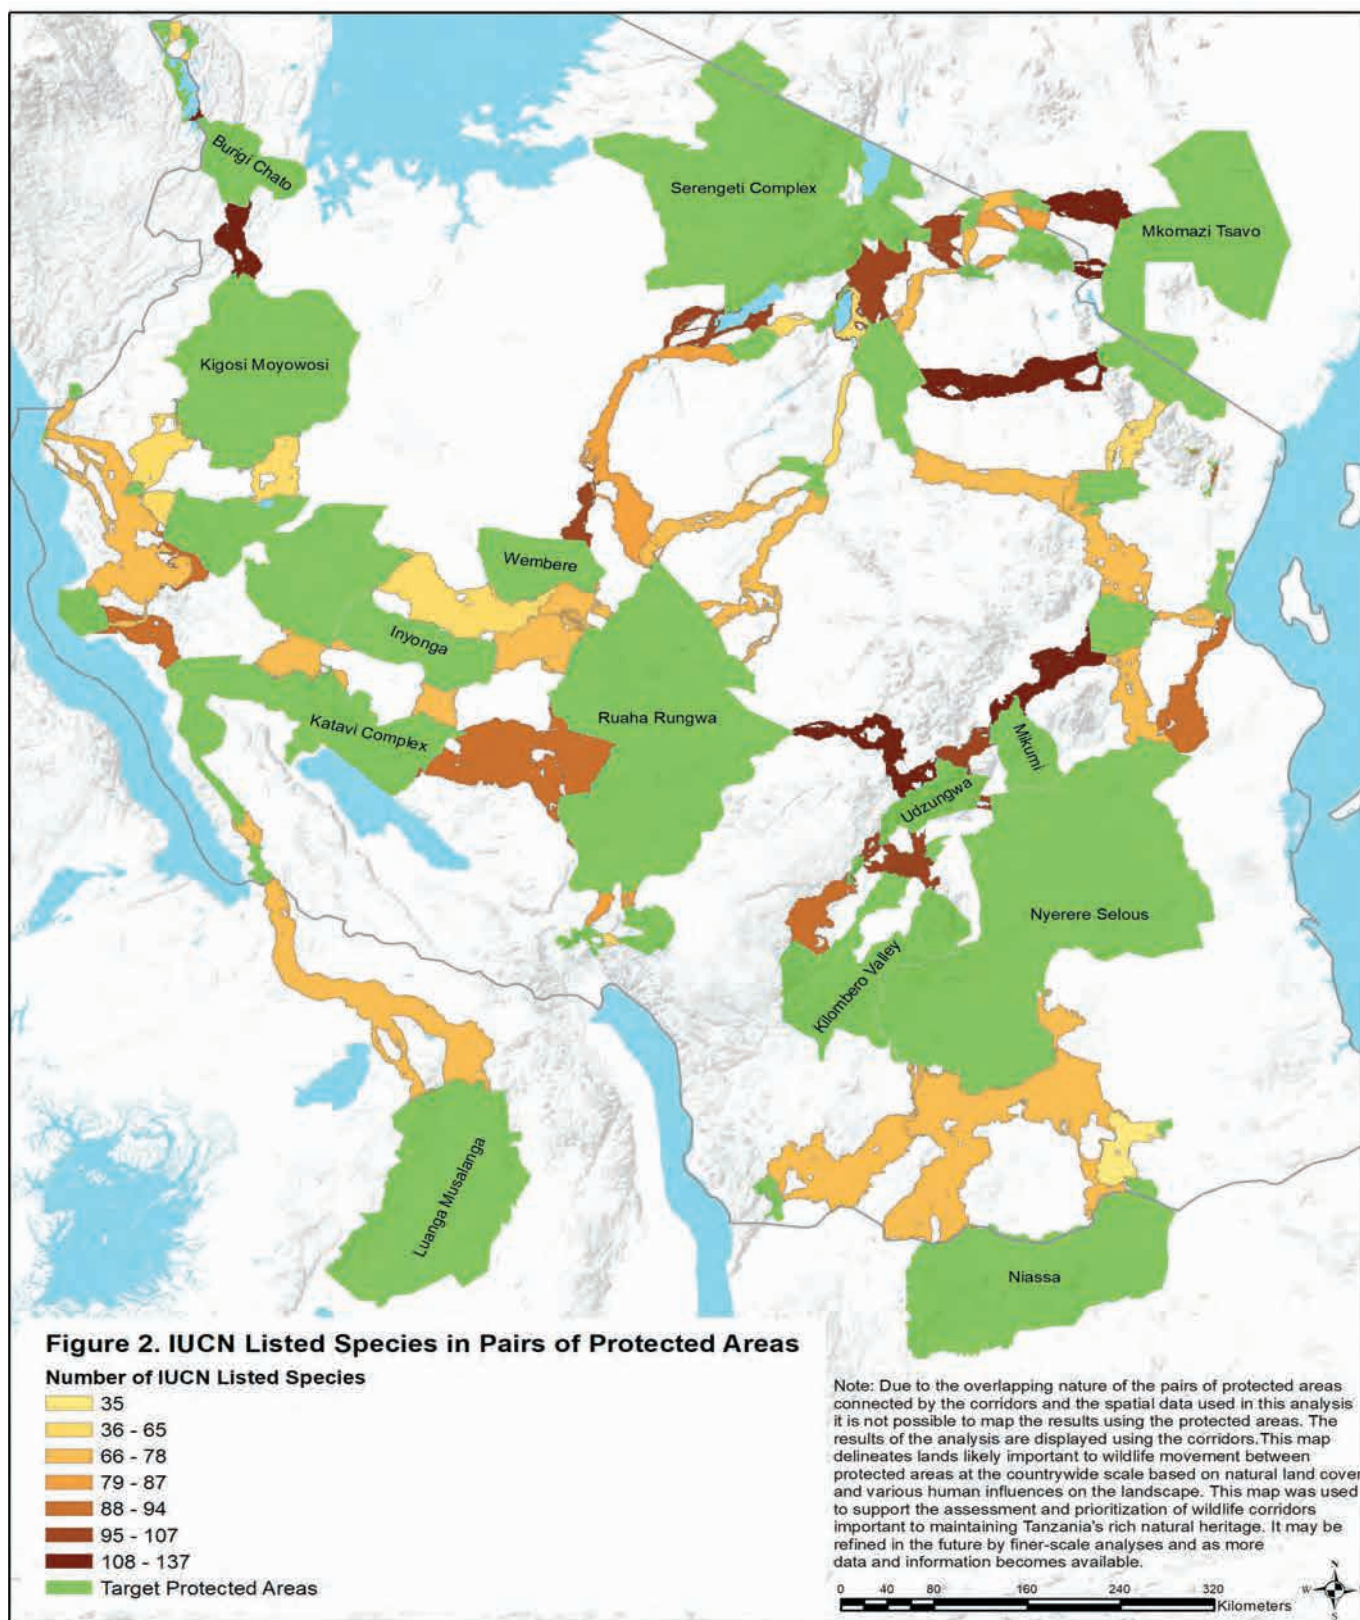 Burigi Chato
Serengeti Complex
Mkomazi Tsavo
Kigosi Moyowosi
Wembere
Inyonga
Katavi Complex
Ruaha Rungwa
Mikumi
Udzungwa
Nyerere Selous
Kilombero Valley
Luanga Musalanga
Niassa
Figure 2. IUCN Listed Species in Pairs of Protected Areas
Number of IUCN Listed Species
35
36 - 65
66 - 78
79 - 87
88 - 94
95 - 107
108 - 137
Target Protected Areas
Note: Due to the overlapping nature of the pairs of protected areas
connected by the corridors and the spatial data used in this analysis
it is not possible to map the results using the protected areas. The
results of the analysis are displayed using the corridors.This map
delineates lands likely important to wildlife movement between
protected areas at the countrywide scale based on natural land cover
and various human influences on the landscape. This map was used
to support the assessment and prioritization of wildlife corridors
important to maintaining Tanzania's rich natural heritage. It may be
refined in the future by finer-scale analyses and as more
data and information becomes available.
N
W E
S
0 40 80 160 240 320
Kilometers